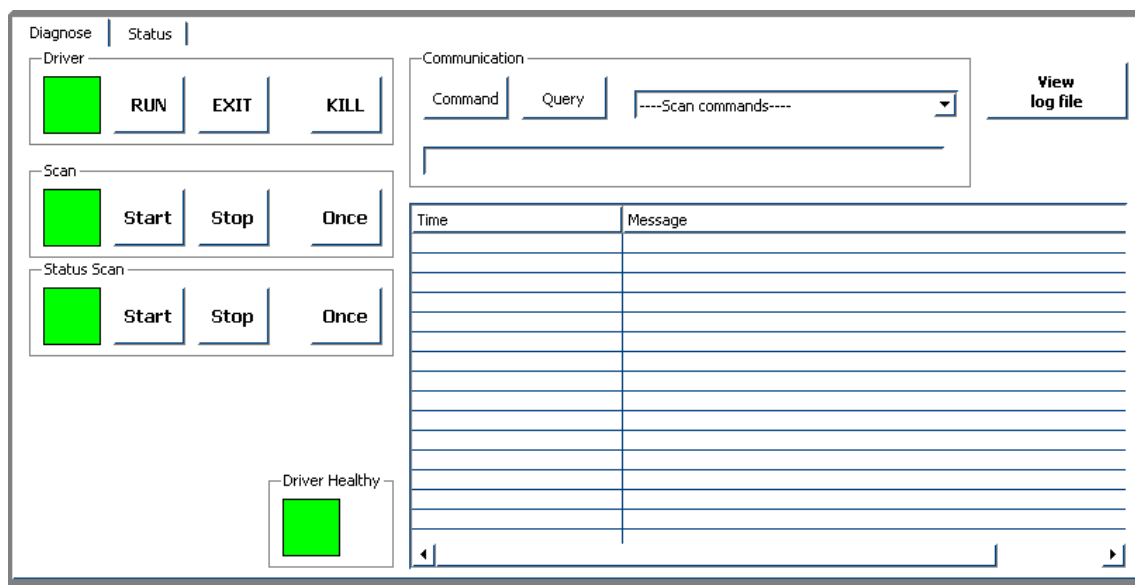 Diagnose Status
Driver
RUN EXIT KILL
Communication
Command Query ----Scan commands----
View
log file
Scan
Start Stop Once
Status Scan
Start Stop Once
Time Message
Driver Healthy